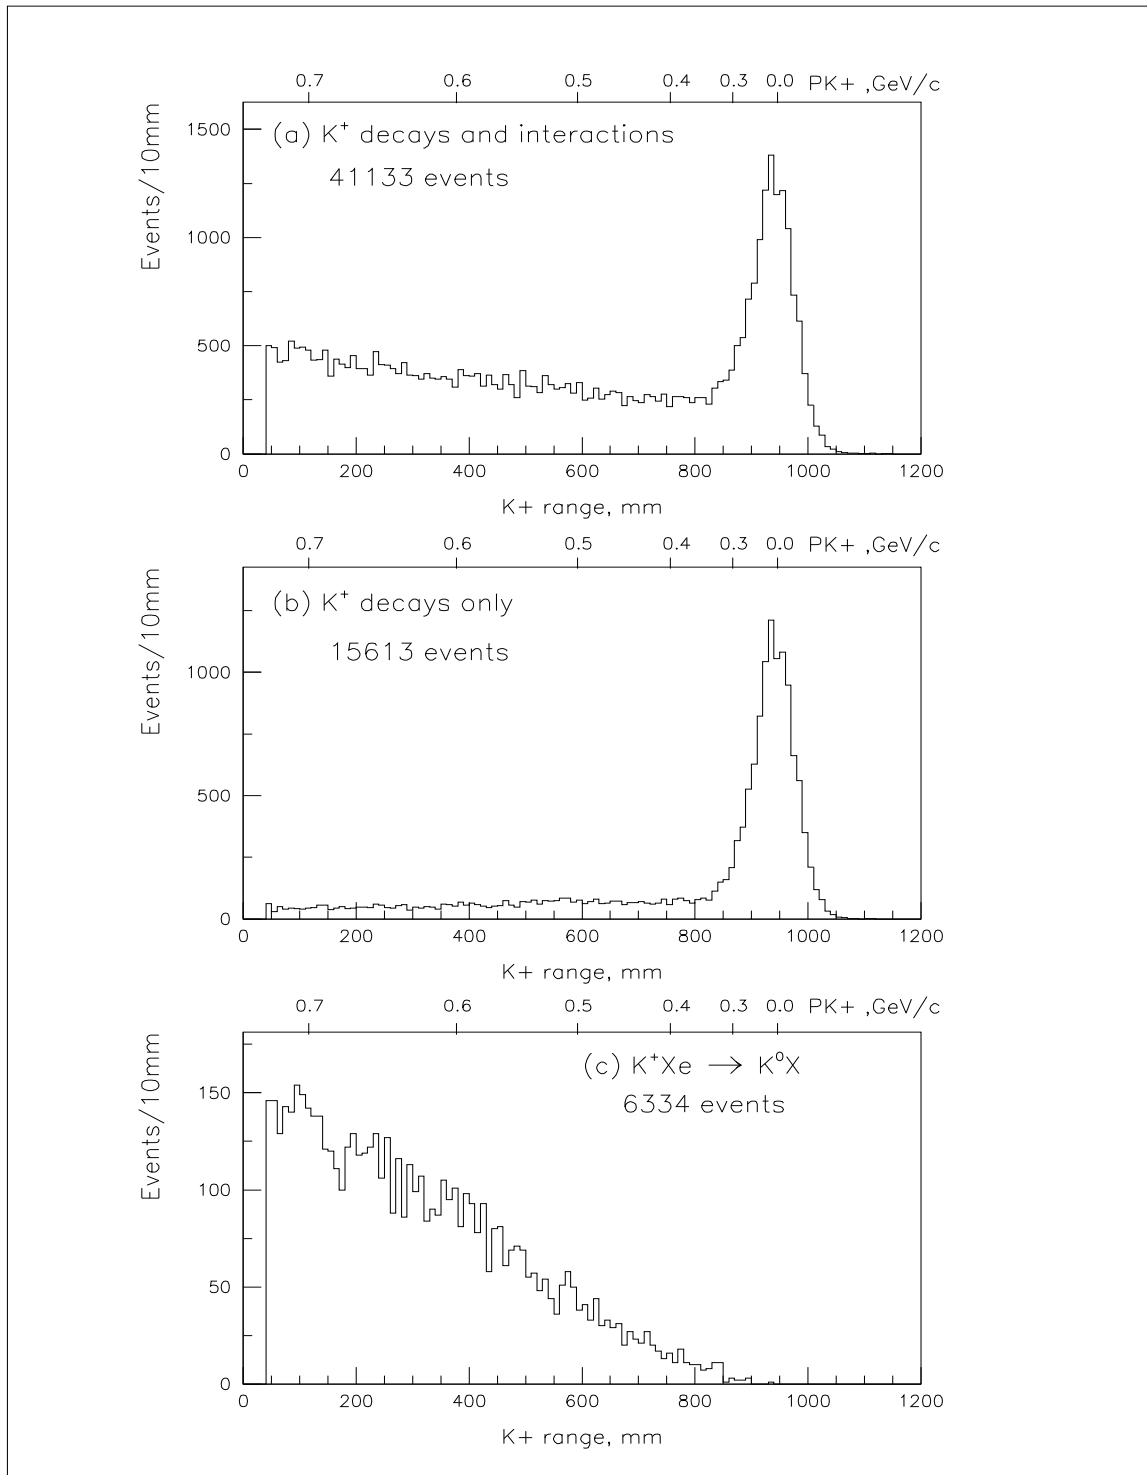 0.7 0.6 0.5 0.4 0.3 0.0 PK+ ,GeV/c
(a) K⁺ decays and interactions
41133 events
Events/10mm
1500
1000
500
0
0 200 400 600 800 1000 1200
K+ range, mm
0.7 0.6 0.5 0.4 0.3 0.0 PK+ ,GeV/c
(b) K⁺ decays only
15613 events
Events/10mm
1000
500
0
0 200 400 600 800 1000 1200
K+ range, mm
0.7 0.6 0.5 0.4 0.3 0.0 PK+ ,GeV/c
(c) K⁺Xe → K⁰X
6334 events
Events/10mm
150
100
50
0
0 200 400 600 800 1000 1200
K+ range, mm